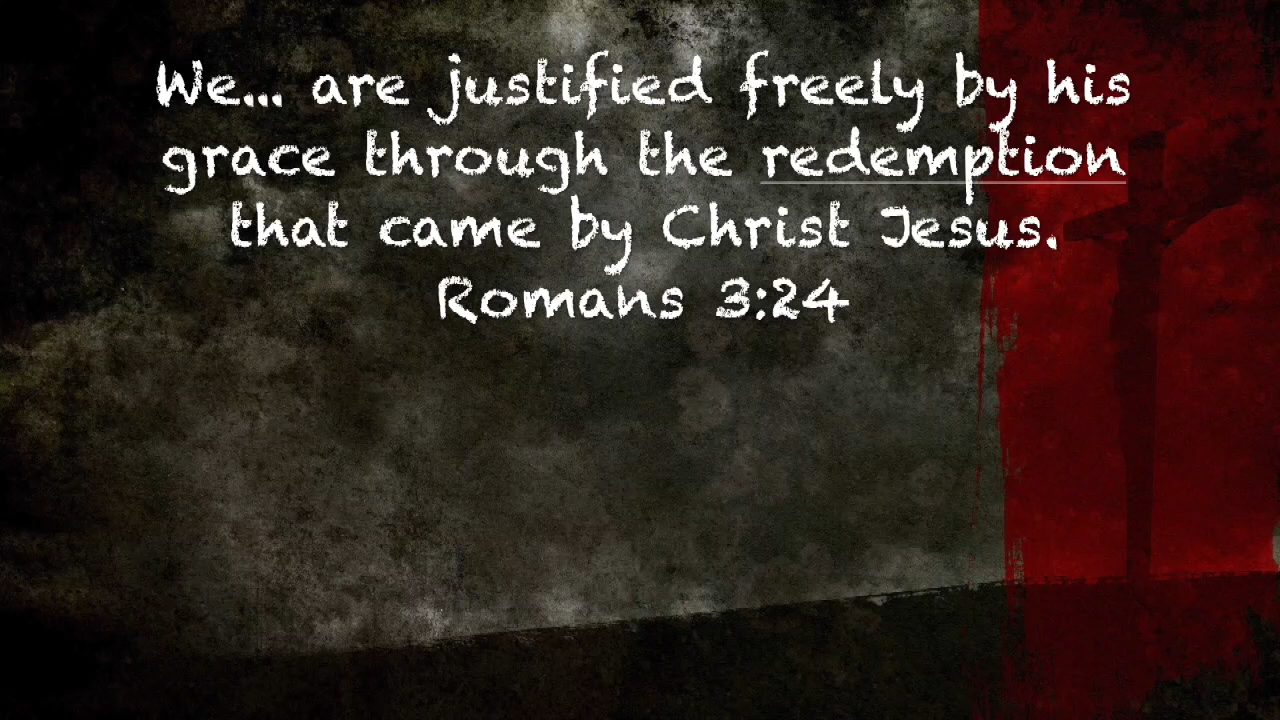 We... are justified freely by his
grace through the redemption
that came by Christ Jesus.
Romans 3:24